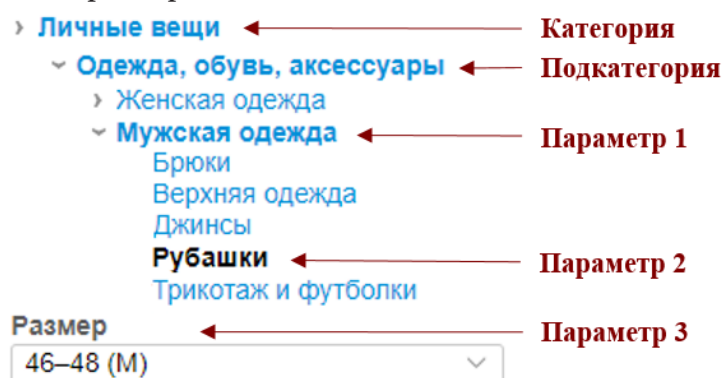 Личные вещи Категория
Одежда, обувь, аксессуары Подкатегория
Женская одежда
Мужская одежда Параметр 1
Брюки
Верхняя одежда
Джинсы
Рубашки Параметр 2
Трикотаж и футболки
Размер Параметр 3
46–48 (M)